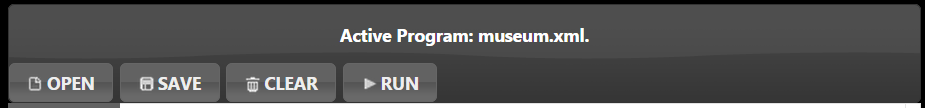 Active Program: museum.xml.
OPEN SAVE CLEAR RUN